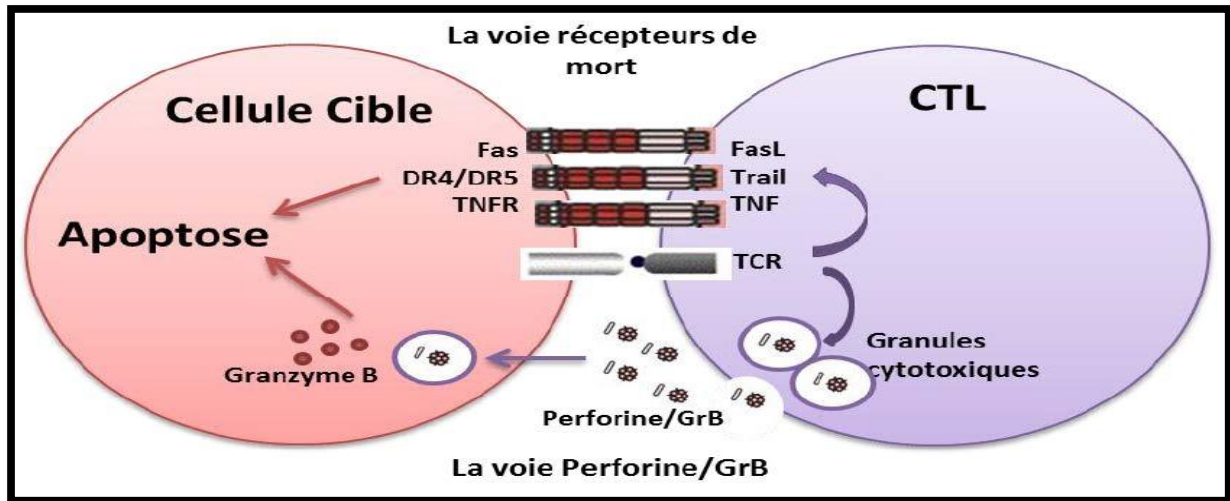 La voie récepteurs de
mort
Cellule Cible
CTL
Fas
DR4/DR5
TNFR
FasL
Trail
TNF
Apoptose
TCR
Granzyme B
Granules
cytotoxiques
Perforine/GrB
La voie Perforine/GrB